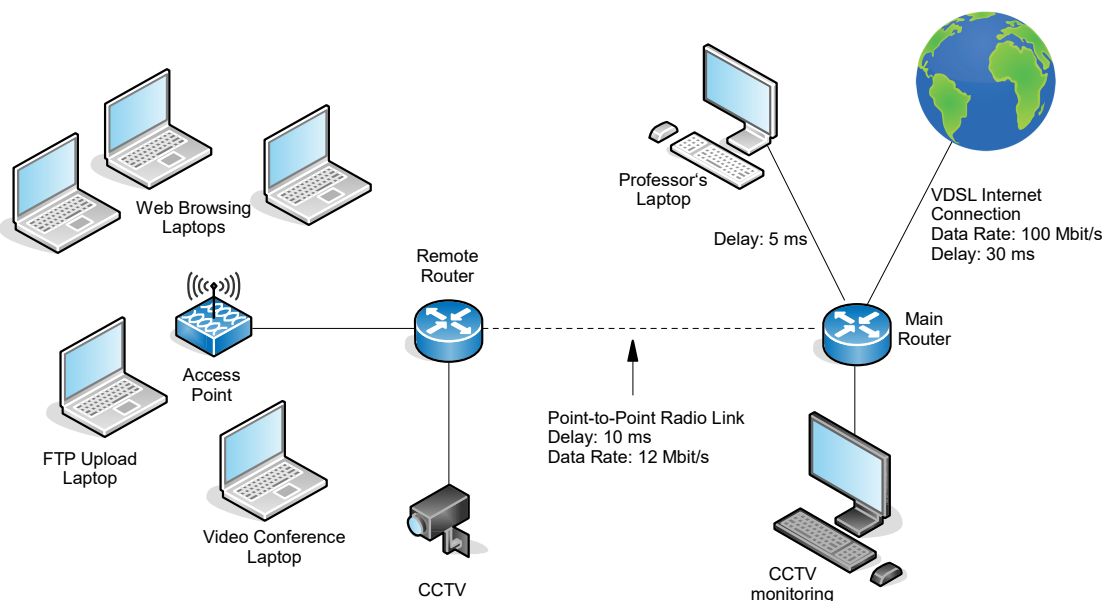 Web Browsing
Laptops
Professor‘s
Laptop
VDSL Internet
Connection
Data Rate: 100 Mbit/s
Delay: 30 ms
Delay: 5 ms
Remote
Router
Main
Router
Access
Point
Point-to-Point Radio Link
Delay: 10 ms
Data Rate: 12 Mbit/s
FTP Upload
Laptop
Video Conference
Laptop
CCTV
CCTV
monitoring